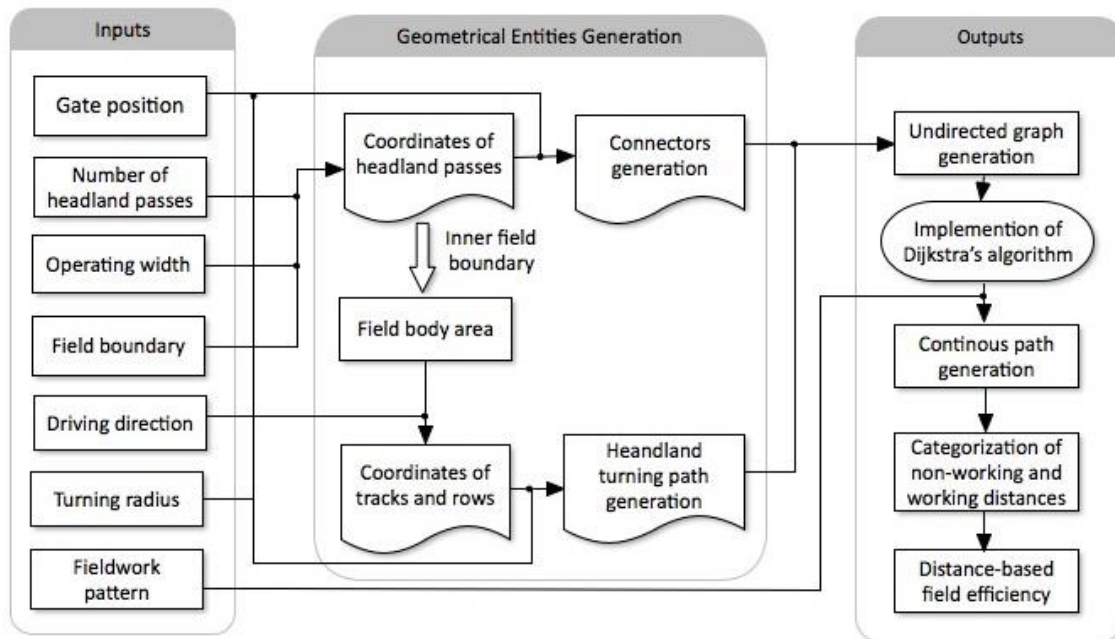 Inputs
Gate position
Number of
headland passes
Operating width
Field boundary
Driving direction
Turning radius
Fieldwork
pattern
Geometrical Entities Generation
Coordinates of
headland passes
Connectors
generation
Inner field
boundary
Field body area
Coordinates of
tracks and rows
Heandland
turning path
generation
Outputs
Undirected graph
generation
Implemention of
Dijkstra's algorithm
Continous path
generation
Categorization of
non-working and
working distances
Distance-based
field efficiency